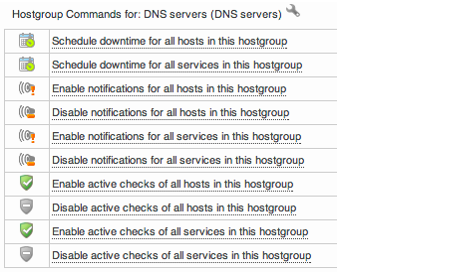 Hostgroup Commands for: DNS servers (DNS servers)
Schedule downtime for all hosts in this hostgroup
Schedule downtime for all services in this hostgroup
Enable notifications for all hosts in this hostgroup
Disable notifications for all hosts in this hostgroup
Enable notifications for all services in this hostgroup
Disable notifications for all services in this hostgroup
Enable active checks of all hosts in this hostgroup
Disable active checks of all hosts in this hostgroup
Enable active checks of all services in this hostgroup
Disable active checks of all services in this hostgroup